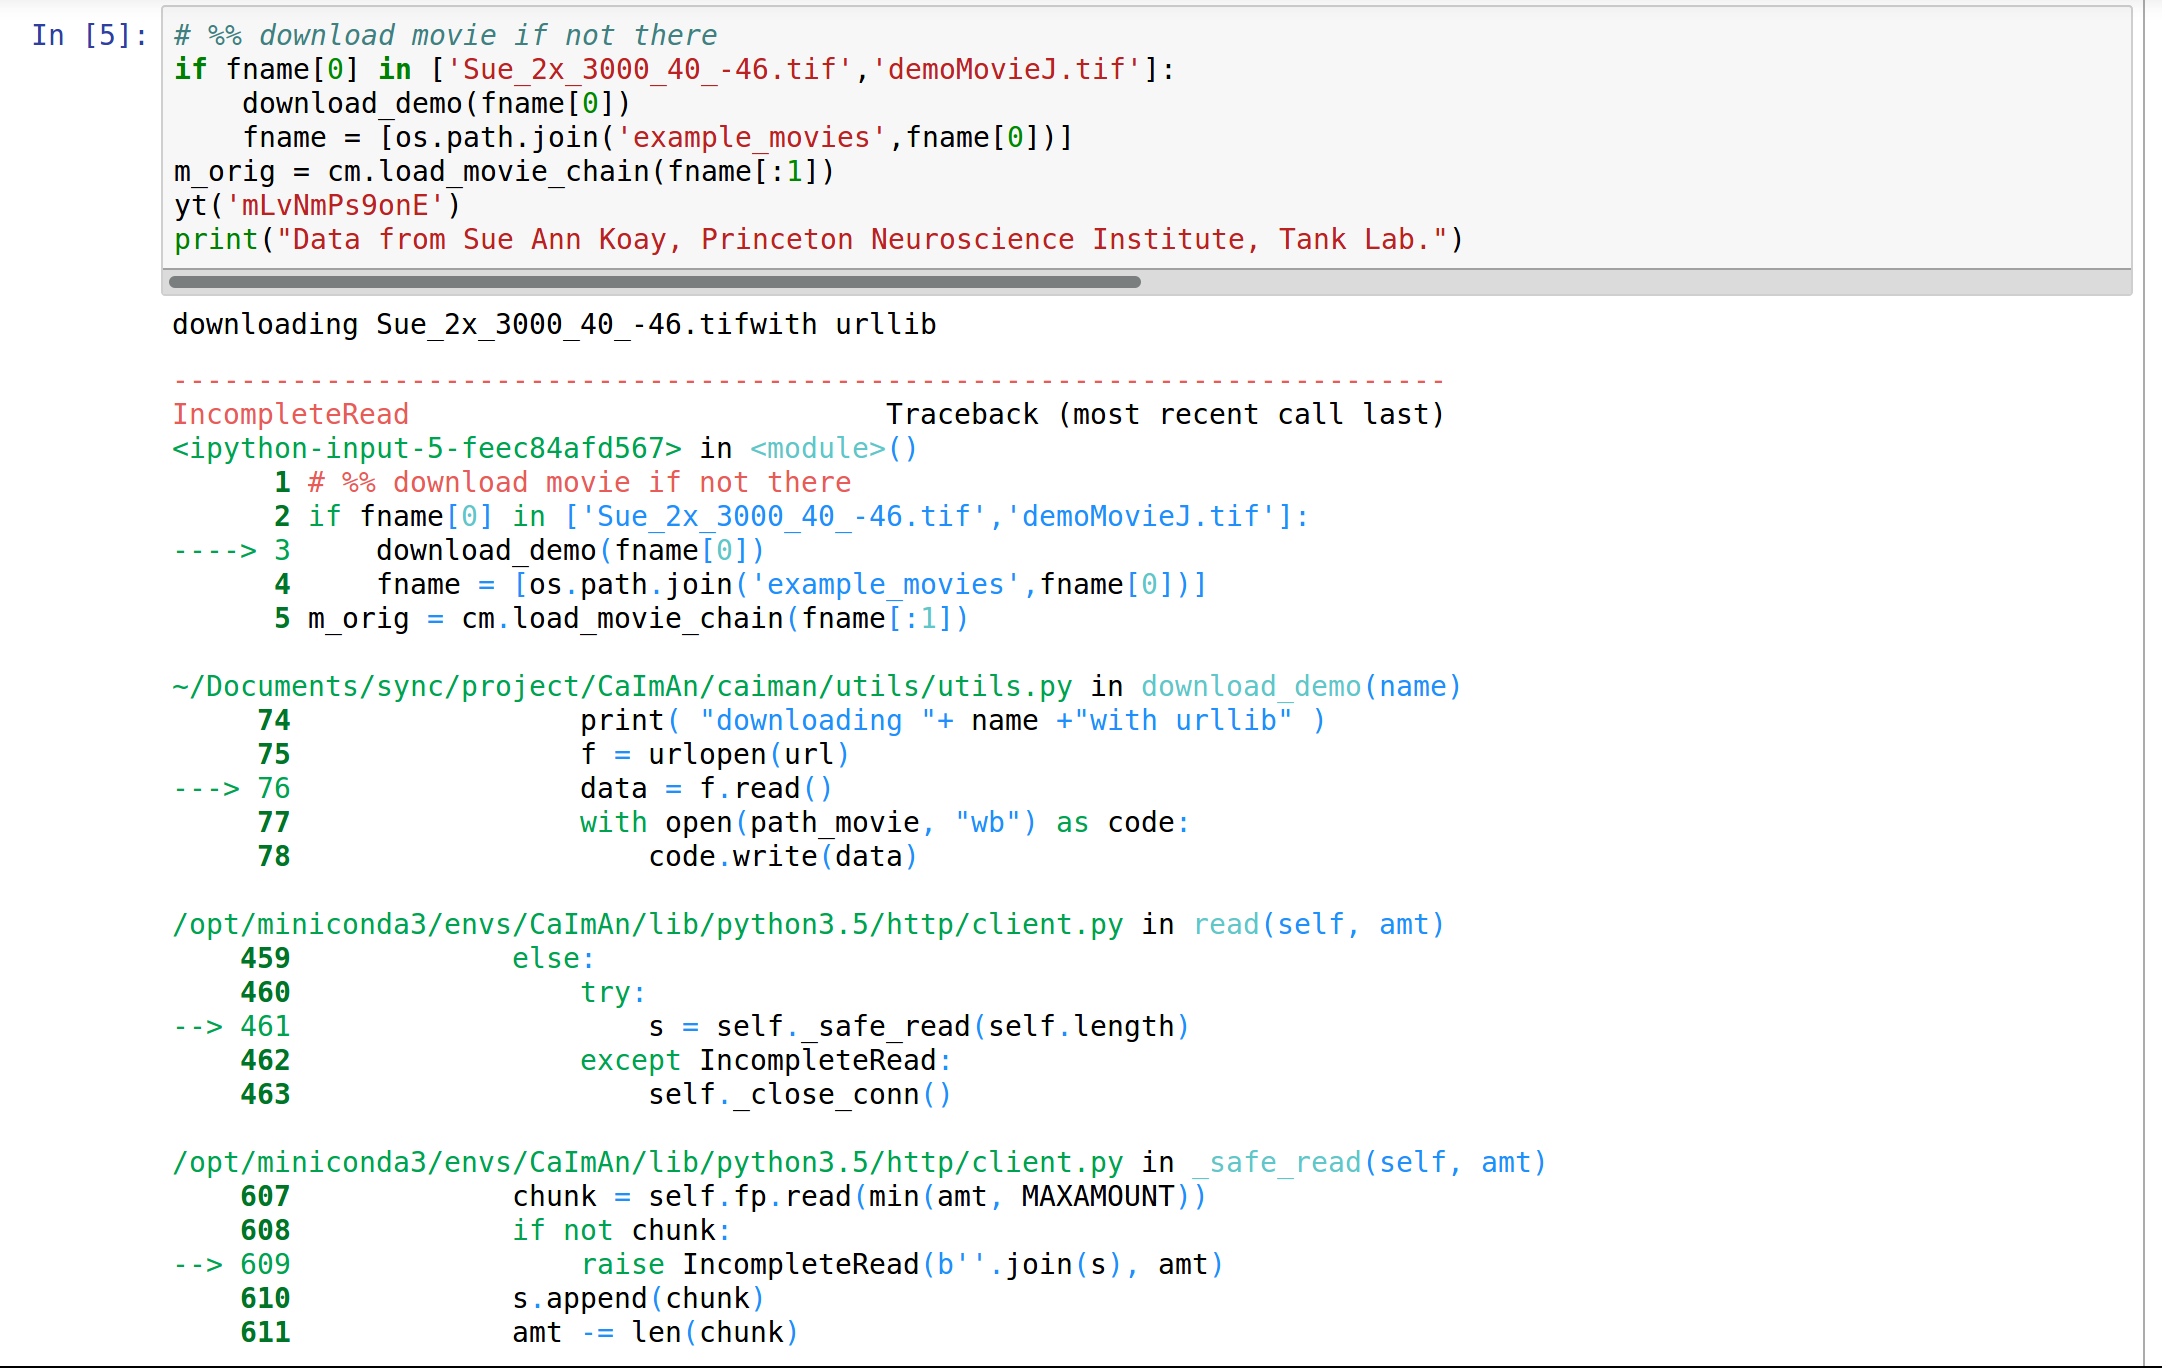 In [5]: # %% download movie if not there
if fname[0] in ['Sue_2x_3000_40_-46.tif','demoMovieJ.tif']:
    download_demo(fname[0])
    fname = [os.path.join('example_movies',fname[0])]
m_orig = cm.load_movie_chain(fname[:1])
yt('mLvNmPs9onE')
print("Data from Sue Ann Koay, Princeton Neuroscience Institute, Tank Lab.")
downloading Sue_2x_3000_40_-46.tifwith urllib
---------------------------------------------------------------------------
IncompleteRead                            Traceback (most recent call last)
<ipython-input-5-feec84afd567> in <module>()
      1 # %% download movie if not there
      2 if fname[0] in ['Sue_2x_3000_40_-46.tif','demoMovieJ.tif']:
----> 3     download_demo(fname[0])
      4     fname = [os.path.join('example_movies',fname[0])]
      5 m_orig = cm.load_movie_chain(fname[:1])
~/Documents/sync/project/CaImAn/caiman/utils/utils.py in download_demo(name)
     74                 print( "downloading "+ name +"with urllib" )
     75                 f = urlopen(url)
---> 76                 data = f.read()
     77                 with open(path_movie, "wb") as code:
     78                     code.write(data)
/opt/miniconda3/envs/CaImAn/lib/python3.5/http/client.py in read(self, amt)
    459             else:
    460                 try:
--> 461                     s = self._safe_read(self.length)
    462                 except IncompleteRead:
    463                     self._close_conn()
/opt/miniconda3/envs/CaImAn/lib/python3.5/http/client.py in _safe_read(self, amt)
    607             chunk = self.fp.read(min(amt, MAXAMOUNT))
    608             if not chunk:
--> 609                 raise IncompleteRead(b''.join(s), amt)
    610             s.append(chunk)
    611             amt -= len(chunk)